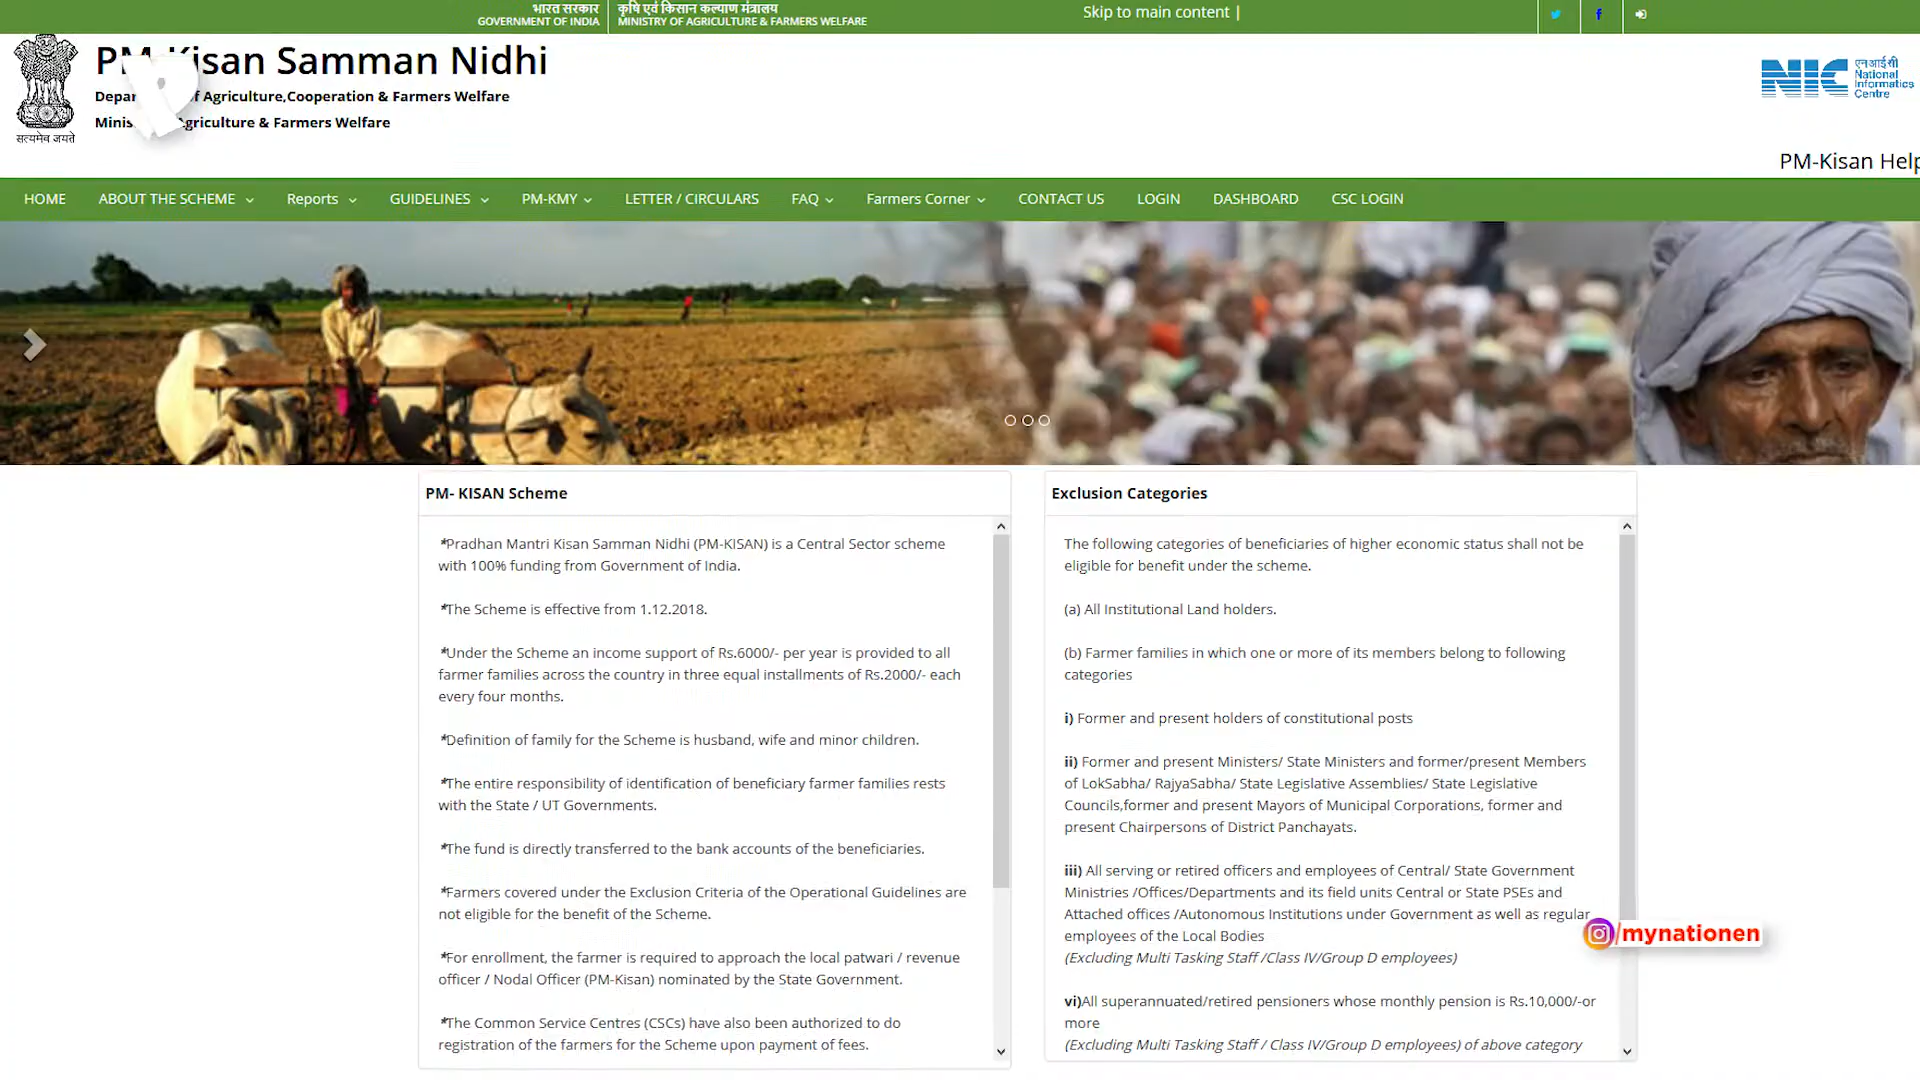 भारत सरकार
GOVERNMENT OF INDIA
कृषि एवं किसान कल्याण मंत्रालय
MINISTRY OF AGRICULTURE & FARMERS WELFARE
Skip to main content |
सत्यमेव जयते
Kisan Samman Nidhi
Agriculture,Cooperation & Farmers Welfare
Agriculture & Farmers Welfare
NIC
एन आई सी
National
Informatics
Centre
PM-Kisan Help
HOME ABOUT THE SCHEME Reports GUIDELINES PM-KMY LETTER / CIRCULARS FAQ Farmers Corner CONTACT US LOGIN DASHBOARD CSC LOGIN
PM- KISAN Scheme
*Pradhan Mantri Kisan Samman Nidhi (PM-KISAN) is a Central Sector scheme
with 100% funding from Government of India.
*The Scheme is effective from 1.12.2018.
*Under the Scheme an income support of Rs.6000/- per year is provided to all
farmer families across the country in three equal installments of Rs.2000/- each
every four months.
*Definition of family for the Scheme is husband, wife and minor children.
*The entire responsibility of identification of beneficiary farmer families rests
with the State / UT Governments.
*The fund is directly transferred to the bank accounts of the beneficiaries.
*Farmers covered under the Exclusion Criteria of the Operational Guidelines are
not eligible for the benefit of the Scheme.
*For enrollment, the farmer is required to approach the local patwari / revenue
officer / Nodal Officer (PM-Kisan) nominated by the State Government.
*The Common Service Centres (CSCs) have also been authorized to do
registration of the farmers for the Scheme upon payment of fees.
Exclusion Categories
The following categories of beneficiaries of higher economic status shall not be
eligible for benefit under the scheme.
(a) All Institutional Land holders.
(b) Farmer families in which one or more of its members belong to following
categories
i) Former and present holders of constitutional posts
ii) Former and present Ministers/ State Ministers and former/present Members
of LokSabha/ RajyaSabha/ State Legislative Assemblies/ State Legislative
Councils,former and present Mayors of Municipal Corporations, former and
present Chairpersons of District Panchayats.
iii) All serving or retired officers and employees of Central/ State Government
Ministries /Offices/Departments and its field units Central or State PSEs and
Attached offices /Autonomous Institutions under Government as well as regular
employees of the Local Bodies
(Excluding Multi Tasking Staff /Class IV/Group D employees)
vi)All superannuated/retired pensioners whose monthly pension is Rs.10,000/-or
more
(Excluding Multi Tasking Staff / Class IV/Group D employees) of above category
/mynationen